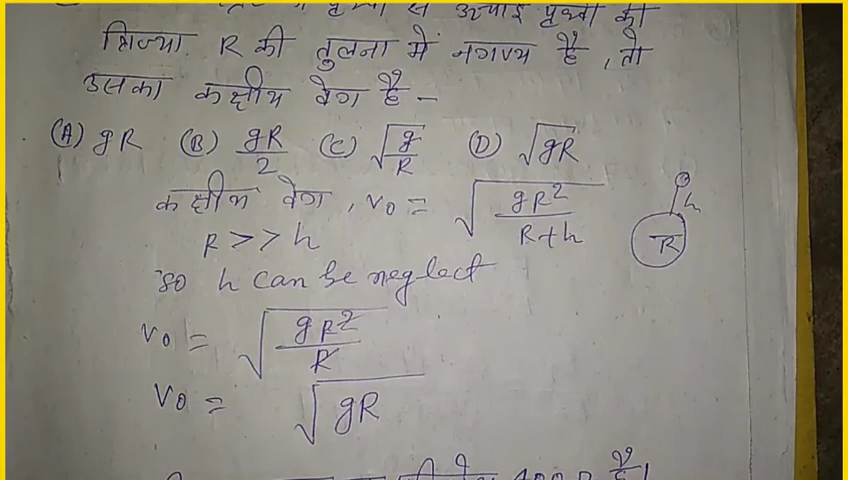 से ऊंचाई पृथ्वी की
त्रिज्या R की तुलना में नगण्य है, तो
उसका कक्षीय वेग है -
(A) gR (B) gR/2 (C) √(g/R) (D) √gR
कक्षीय वेग, v₀ = √(gR²/(R+h))
R >> h
h
R
so h can be neglect
v₀ = √(gR²/R)
v₀ = √gR